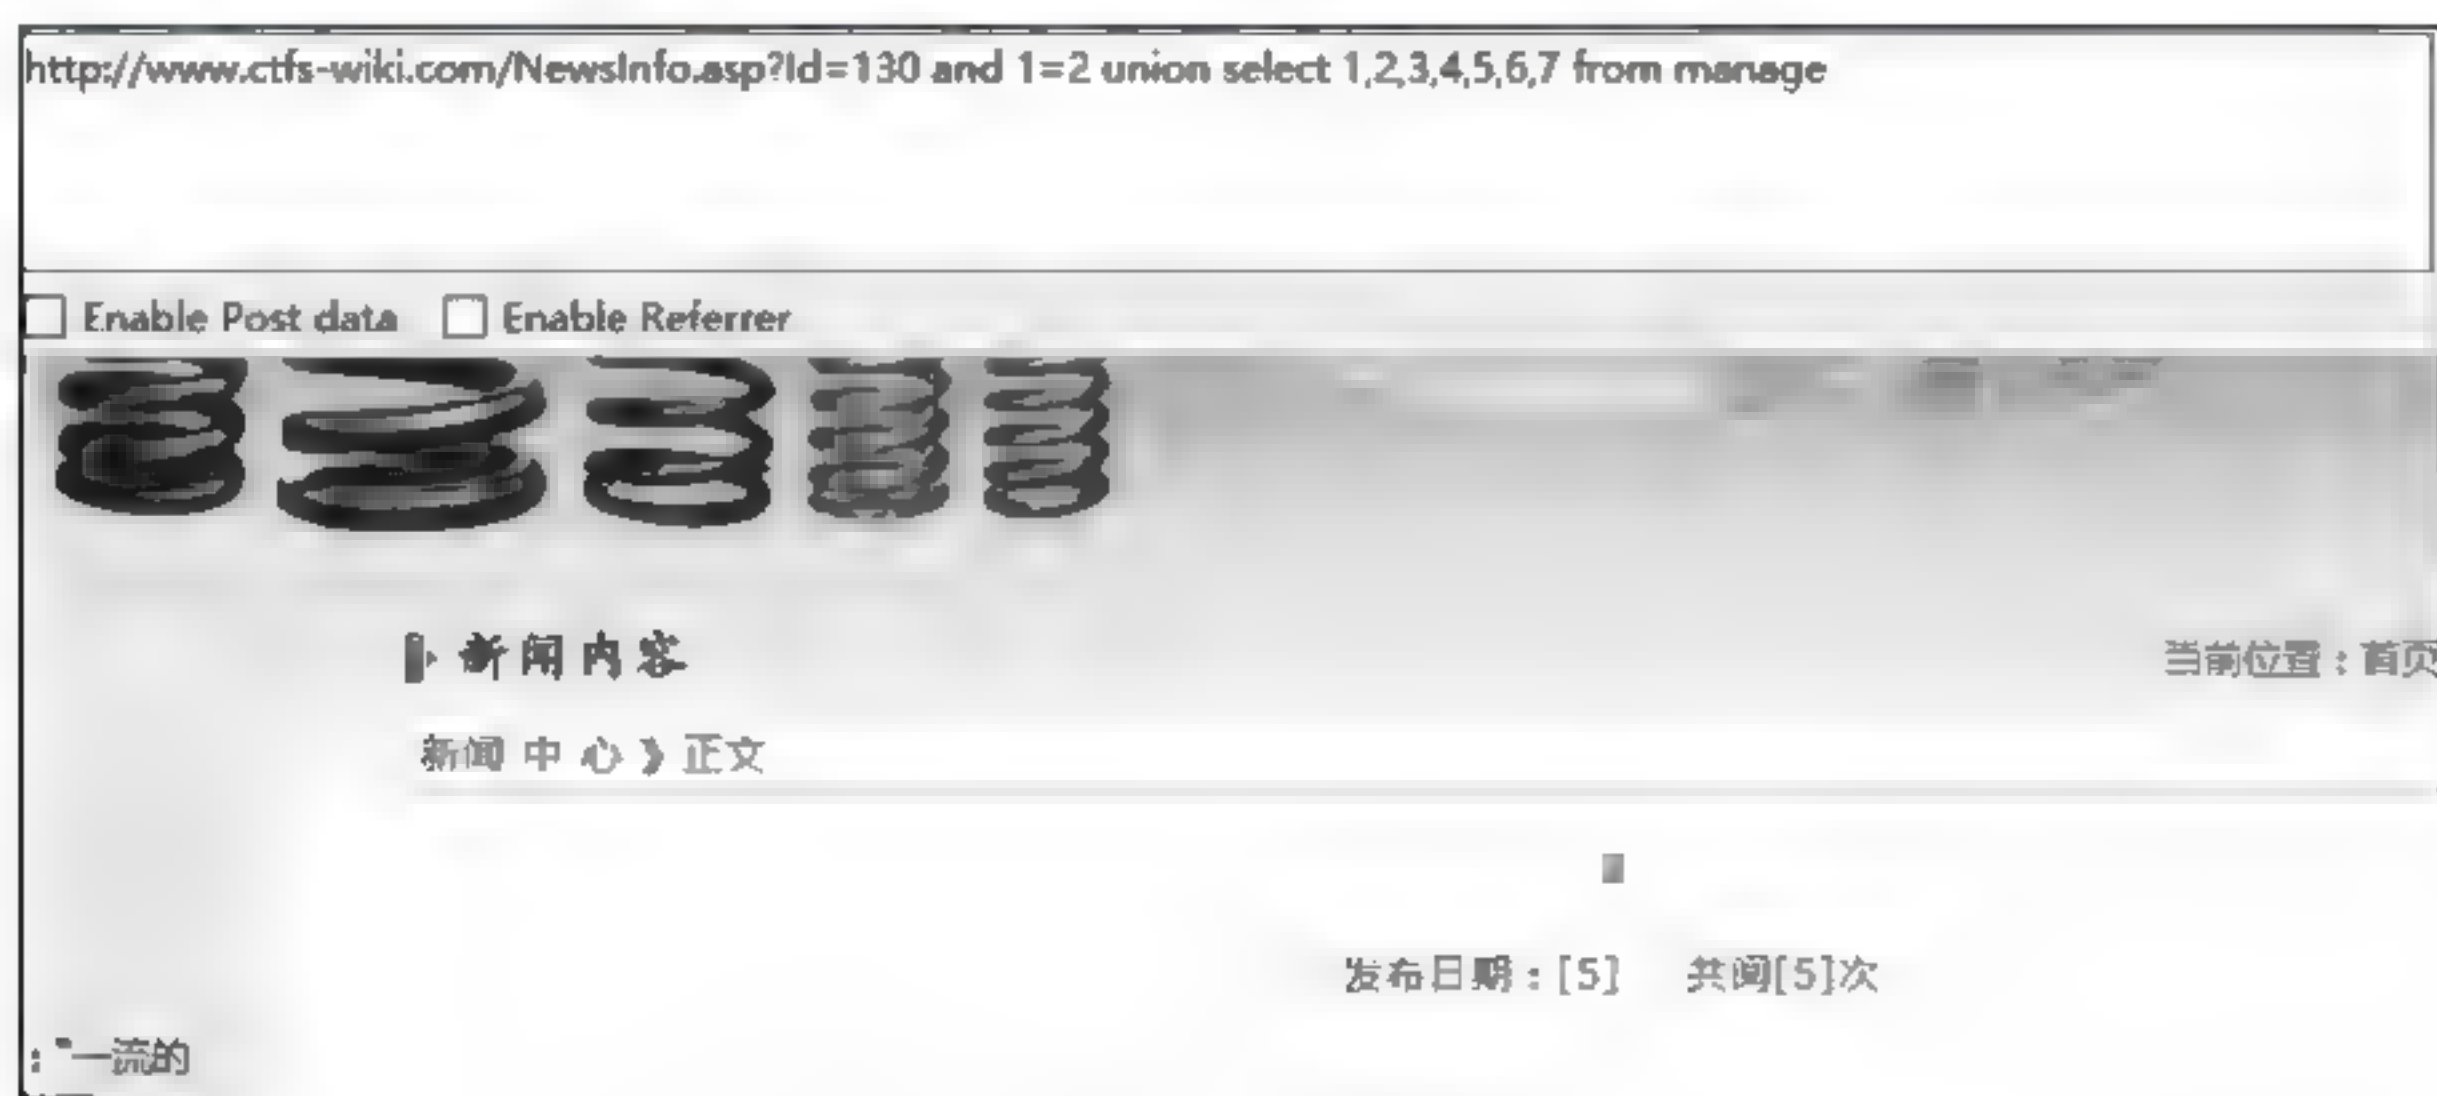 http://www.ctfs-wiki.com/NewsInfo.asp?Id=130 and 1=2 union select 1,2,3,4,5,6,7 from manage
Enable Post data Enable Referrer
新闻内容 当前位置：首页
新闻中心》正文
发布日期：[5] 共阅[5]次
：“一流的